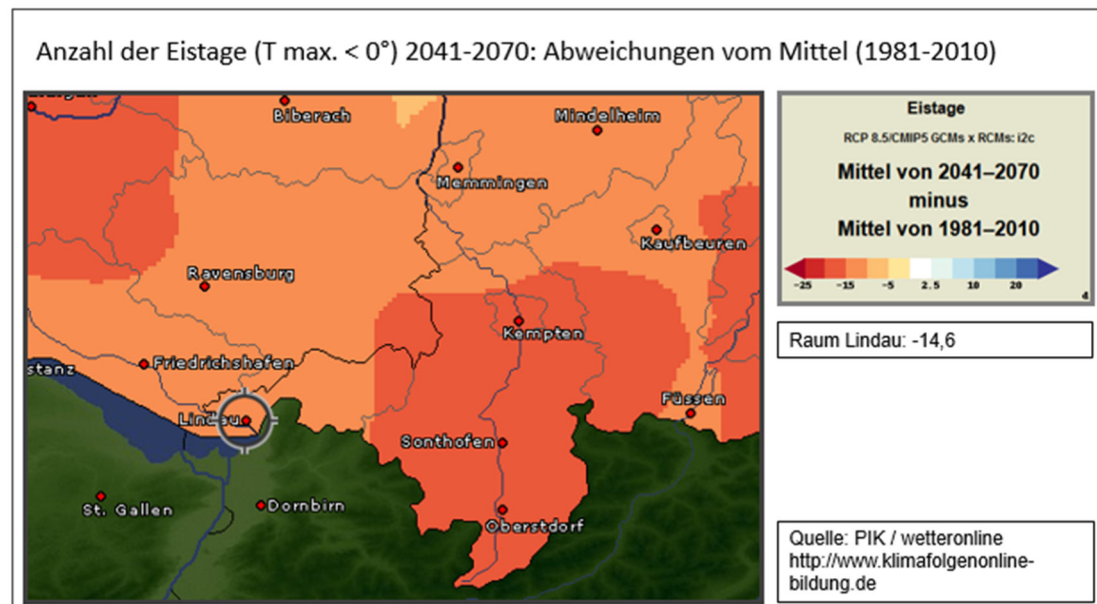 Anzahl der Eistage (T max. < 0°) 2041-2070: Abweichungen vom Mittel (1981-2010)
Biberach
Mindelheim
Memmingen
Kaufbeuren
Ravensburg
Kempten
Friedrichshafen
stanz
Füssen
Lindau
Sonthofen
St. Gallen
Dornbirn
Oberstdorf
Eistage
RCP 8.5/CMIP5 GCMs x RCMs: i2c
Mittel von 2041–2070
minus
Mittel von 1981–2010
-25 -15 -5 2.5 10 20
d
Raum Lindau: -14,6
Quelle: PIK / wetteronline
http://www.klimafolgenonline-
bildung.de